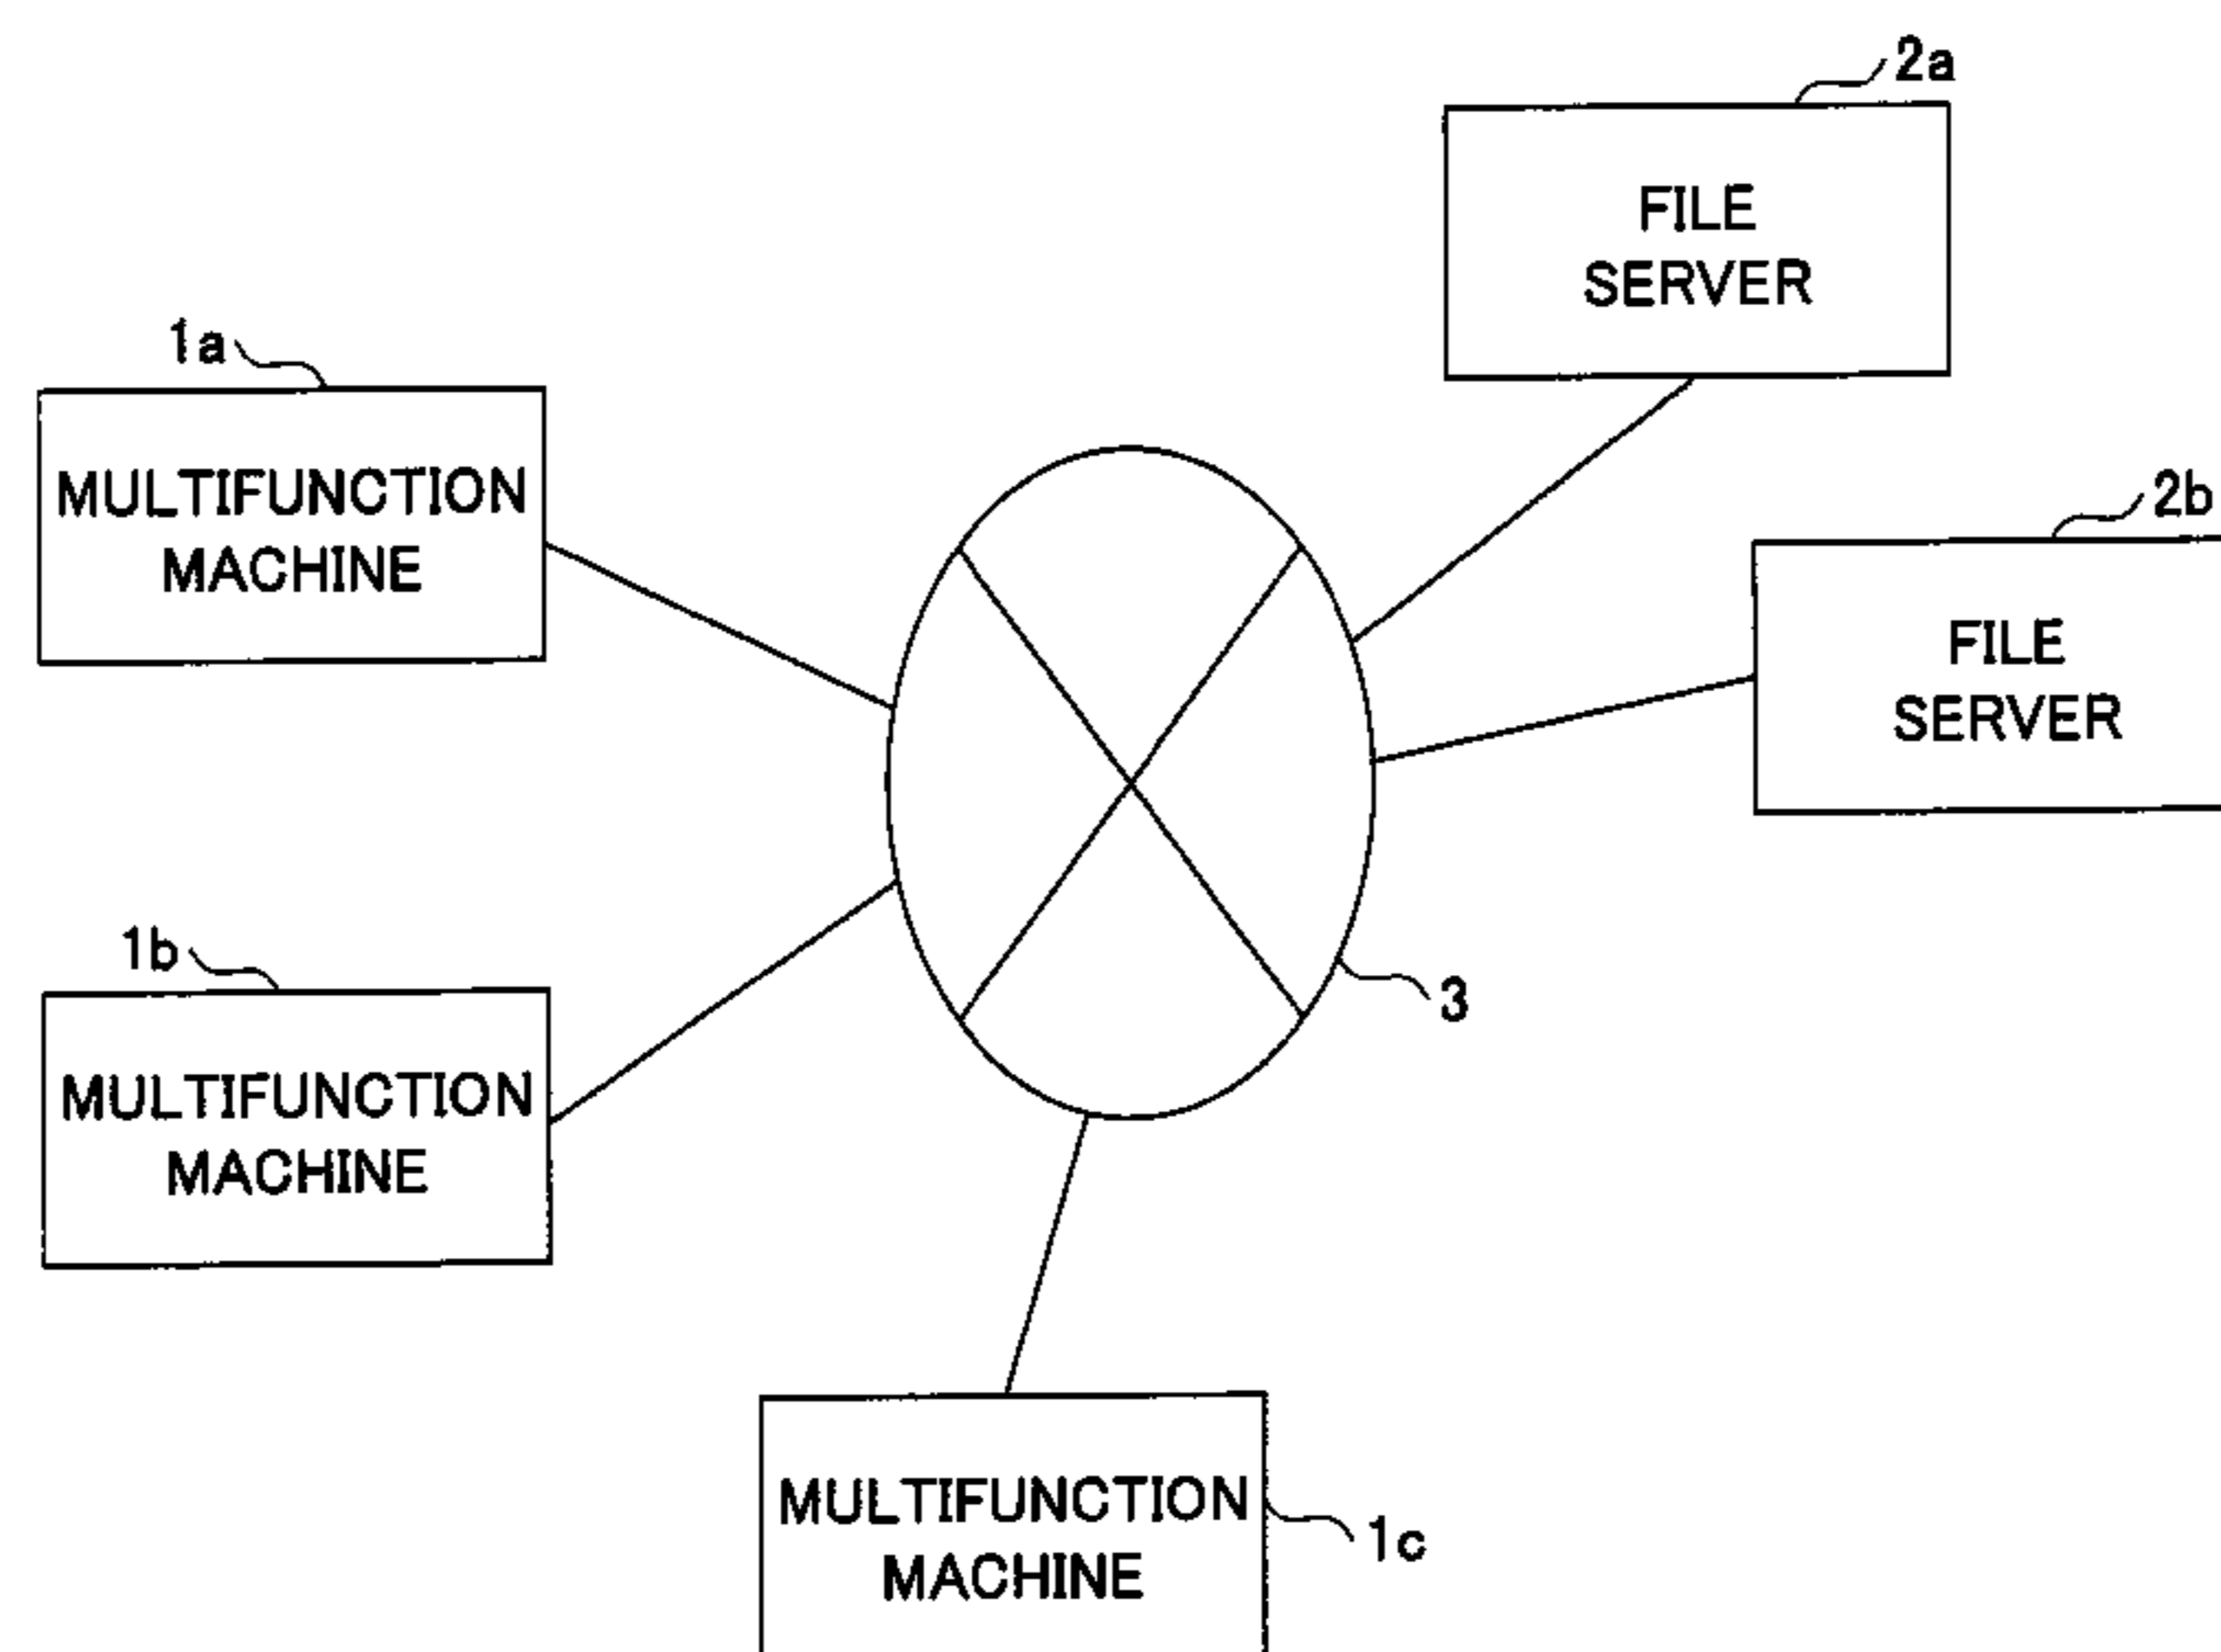 2a
FILE
SERVER
1a
MULTIFUNCTION
MACHINE
2b
FILE
SERVER
1b
MULTIFUNCTION
MACHINE
3
MULTIFUNCTION
MACHINE
1c